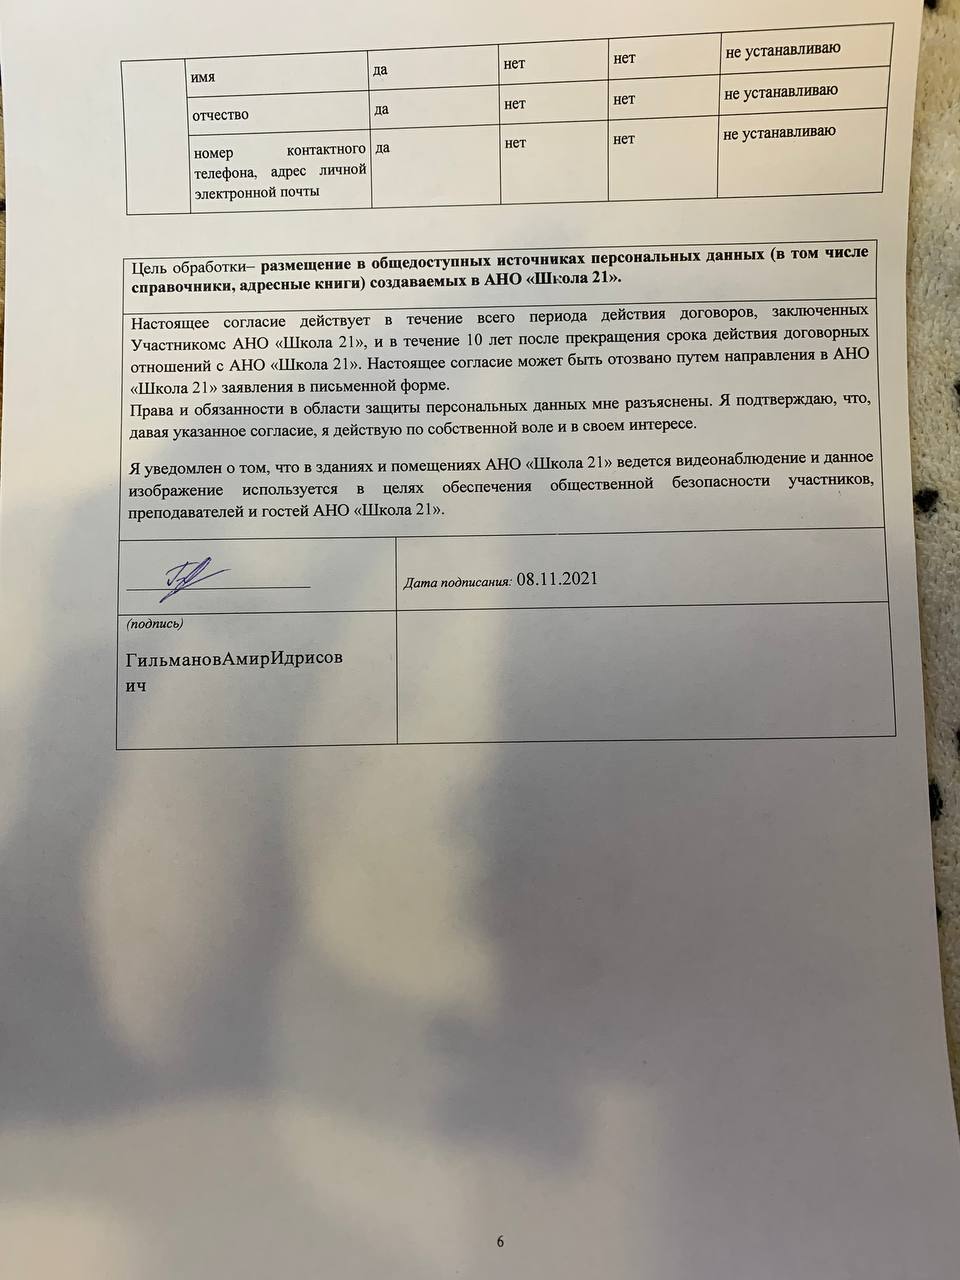 имя да нет нет не устанавливаю
отчество да нет нет не устанавливаю
номер контактного да нет нет не устанавливаю
телефона, адрес личной
электронной почты
Цель обработки– размещение в общедоступных источниках персональных данных (в том числе
справочники, адресные книги) создаваемых в АНО «Школа 21».
Настоящее согласие действует в течение всего периода действия договоров, заключенных
Участникомс АНО «Школа 21», и в течение 10 лет после прекращения срока действия договорных
отношений с АНО «Школа 21». Настоящее согласие может быть отозвано путем направления в АНО
«Школа 21» заявления в письменной форме.
Права и обязанности в области защиты персональных данных мне разъяснены. Я подтверждаю, что,
давая указанное согласие, я действую по собственной воле и в своем интересе.
Я уведомлен о том, что в зданиях и помещениях АНО «Школа 21» ведется видеонаблюдение и данное
изображение используется в целях обеспечения общественной безопасности участников,
преподавателей и гостей АНО «Школа 21».
Дата подписания: 08.11.2021
(подпись)
ГильмановАмирИдрисов
ич
6